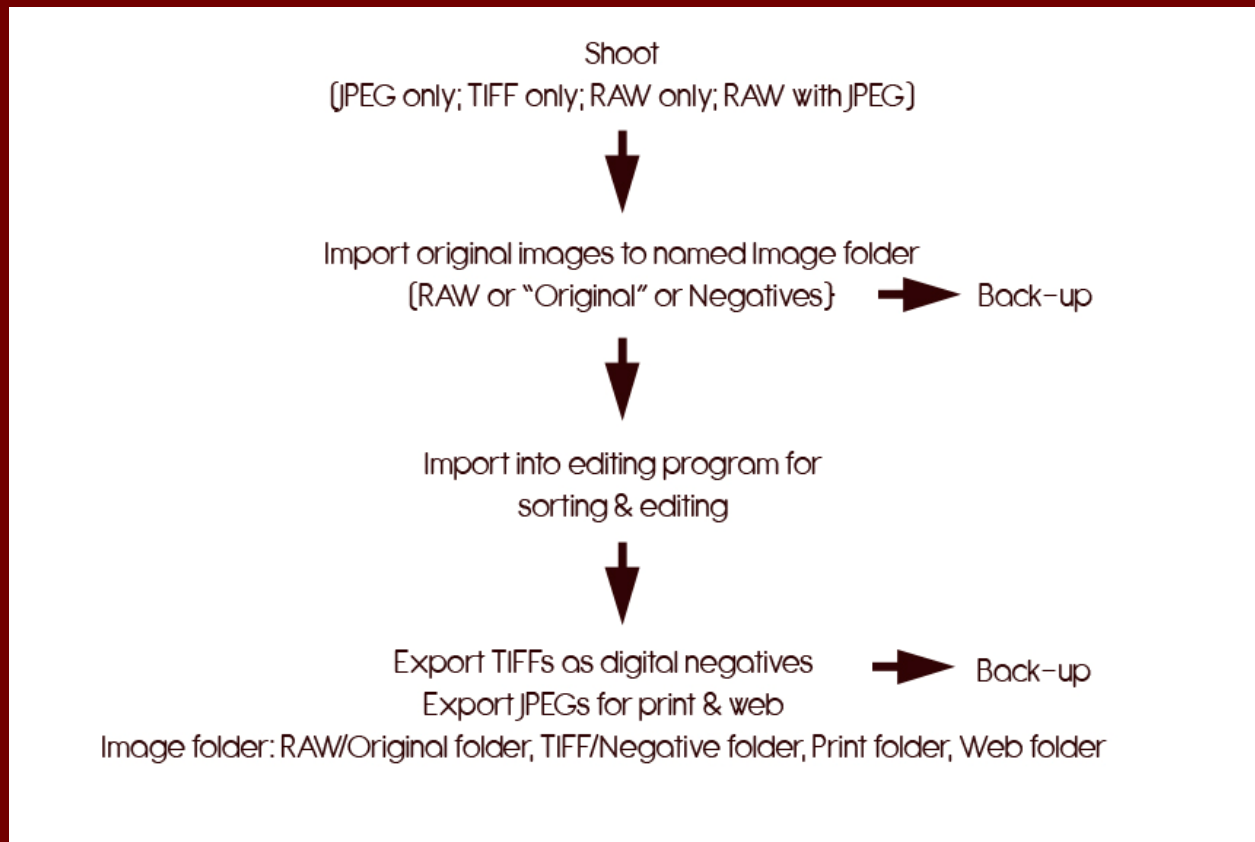 Shoot
(JPEG only; TIFF only; RAW only; RAW with JPEG)
Import original images to named Image folder
(RAW or “Original” or Negatives}
Back-up
Import into editing program for
sorting & editing
Export TIFFs as digital negatives
Back-up
Export JPEGs for print & web
Image folder: RAW/Original folder, TIFF/Negative folder, Print folder, Web folder